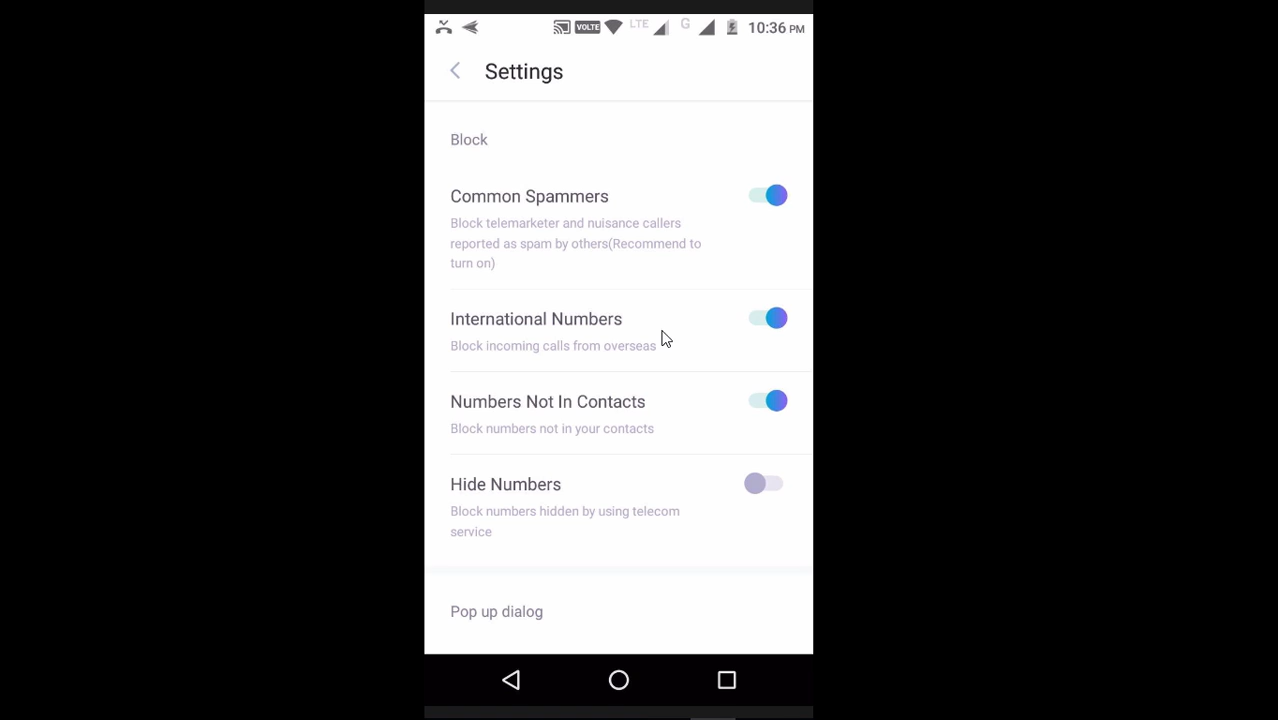 VOLTE LTE G 10:36 PM
Settings
Block
Common Spammers
Block telemarketer and nuisance callers
reported as spam by others(Recommend to
turn on)
International Numbers
Block incoming calls from overseas
Numbers Not In Contacts
Block numbers not in your contacts
Hide Numbers
Block numbers hidden by using telecom
service
Pop up dialog